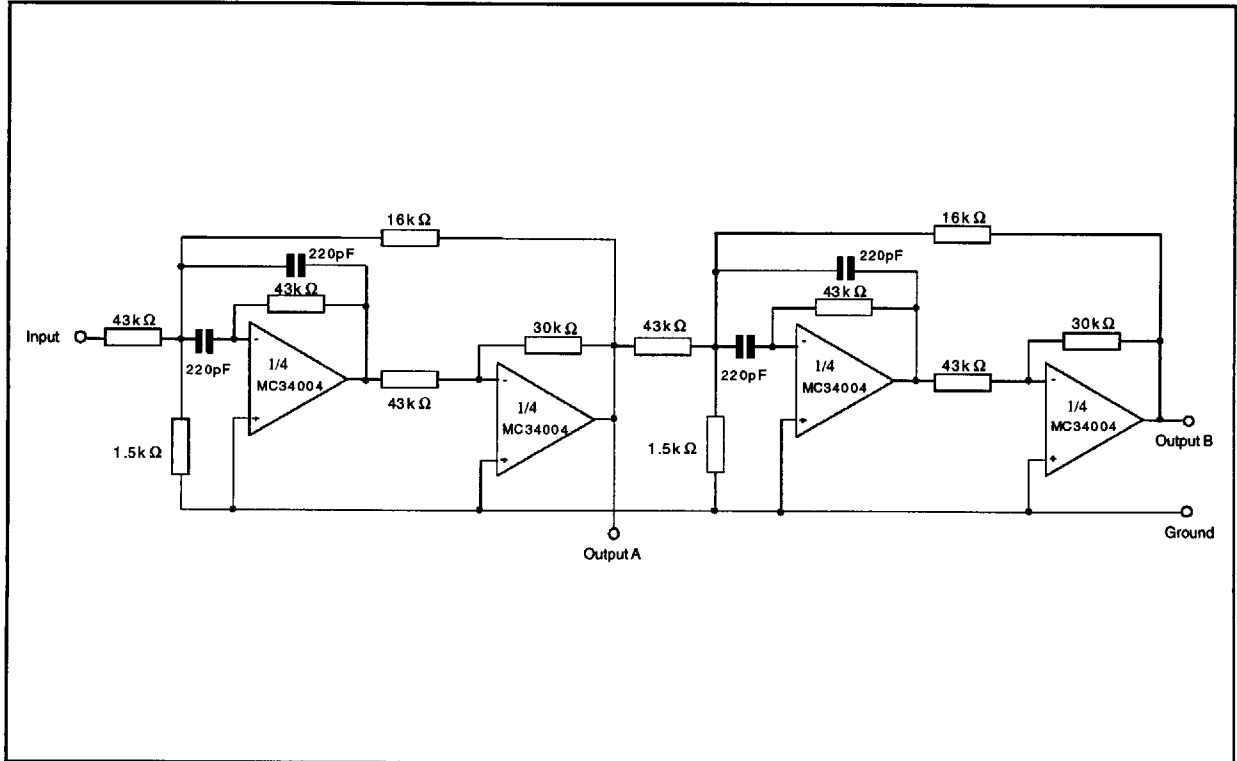 16kΩ
220pF
43kΩ
Input
43kΩ
220pF
1/4
MC34004
43kΩ
30kΩ
1/4
MC34004
1.5kΩ
Output A
16kΩ
220pF
43kΩ
43kΩ
220pF
1/4
MC34004
43kΩ
30kΩ
1/4
MC34004
1.5kΩ
Output B
Ground